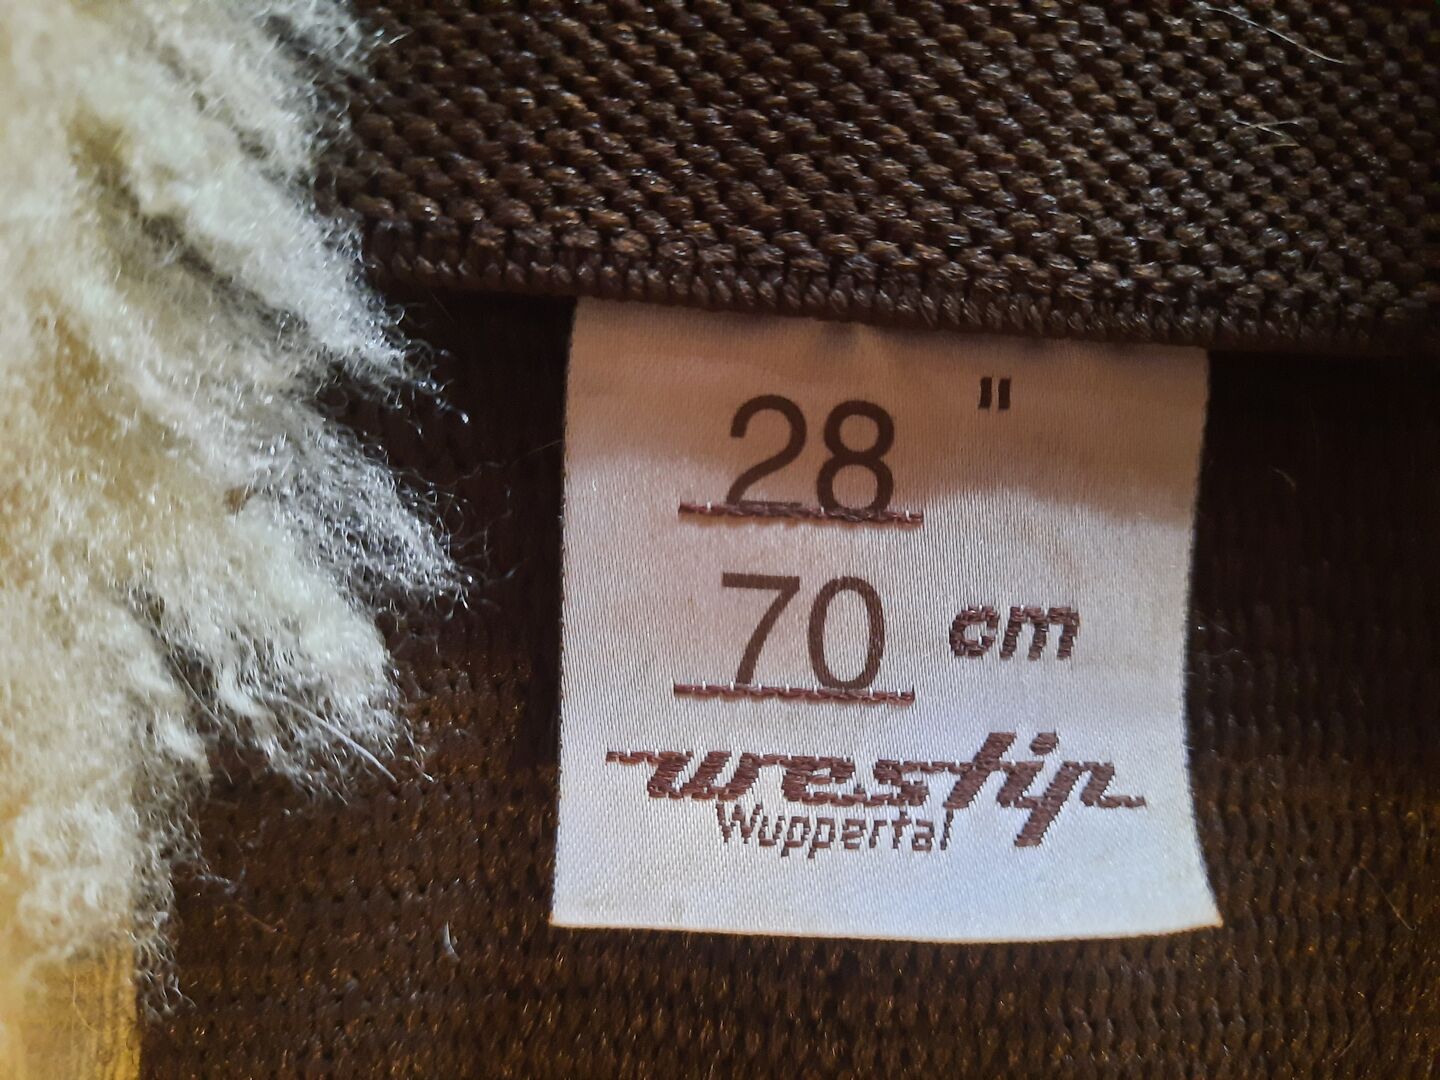 28 "
70 cm
westip
Wuppertal